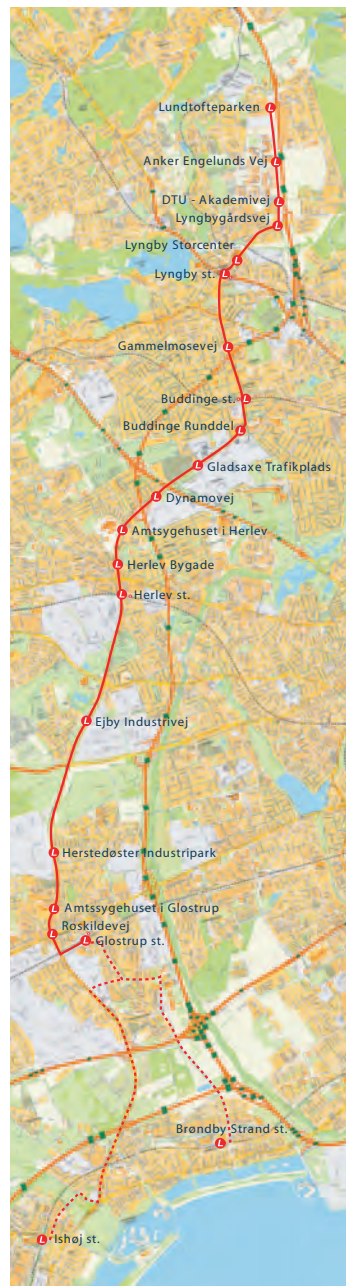 Lundtofteparken
Anker Engelunds Vej
DTU - Akademivej
Lyngbygårdsvej
Lyngby Storcenter
Lyngby st.
Gammelmosevej
Buddinge st.
Buddinge Runddel
Gladsaxe Trafikplads
Dynamovej
Amtsygehuset i Herlev
Herlev Bygade
Herlev st.
Ejby Industrivej
Herstedøster Industripark
Amtssygehuset i Glostrup
Roskildevej
Glostrup st.
Brøndby Strand st.
Ishøj st.